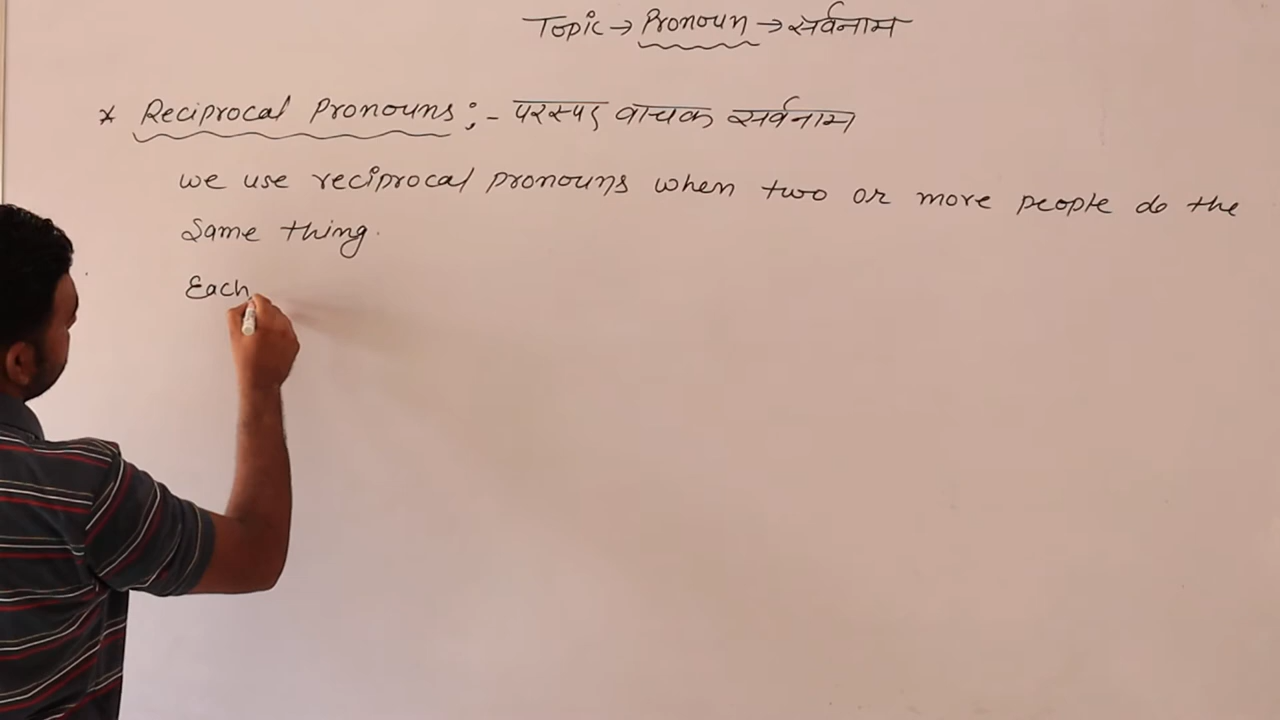 Topic → Pronoun → सर्वनाम
* Reciprocal Pronouns ; - परस्पर वाचक सर्वनाम
we use reciprocal pronouns when two or more people do the
Same thing.
Each